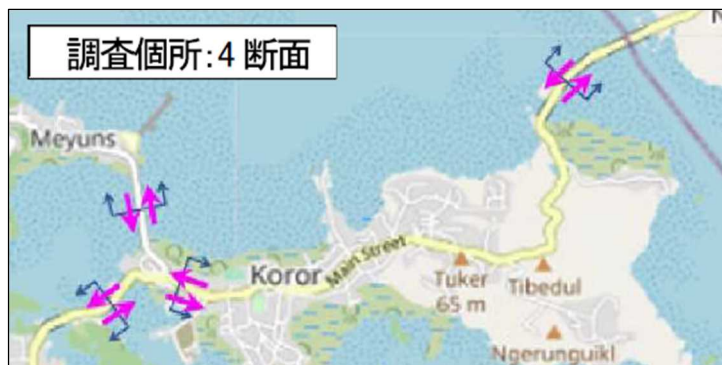 調査個所：4 断面
N
Meyuns
Koror
Main Street
Tuker
65 m
Tibedul
Ngerunguikl